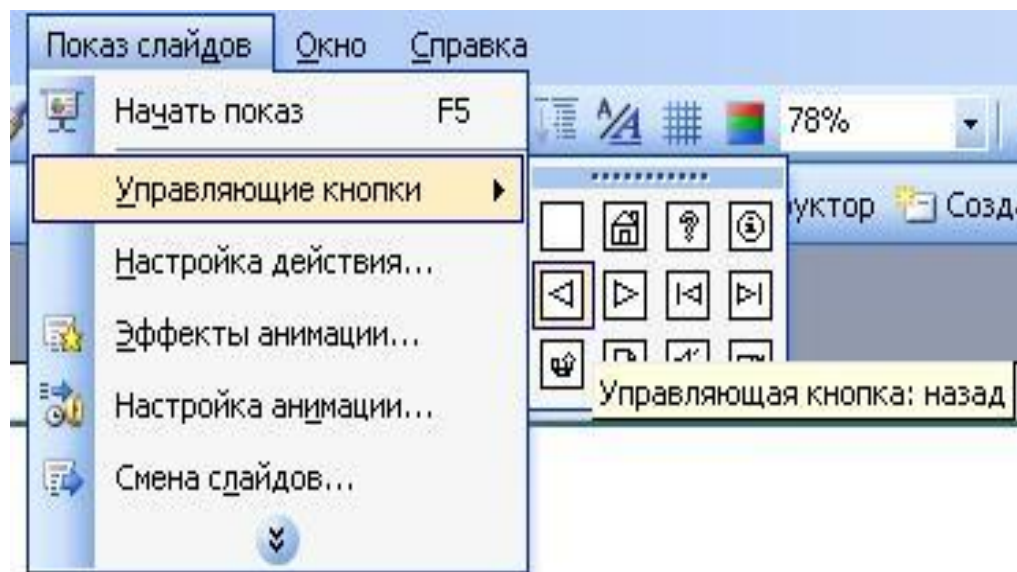 Показ слайдов Окно Справка
Начать показ F5
78%
Управляющие кнопки
уктор Созда
Настройка действия...
Эффекты анимации...
Управляющая кнопка: назад
Настройка анимации...
Смена слайдов...